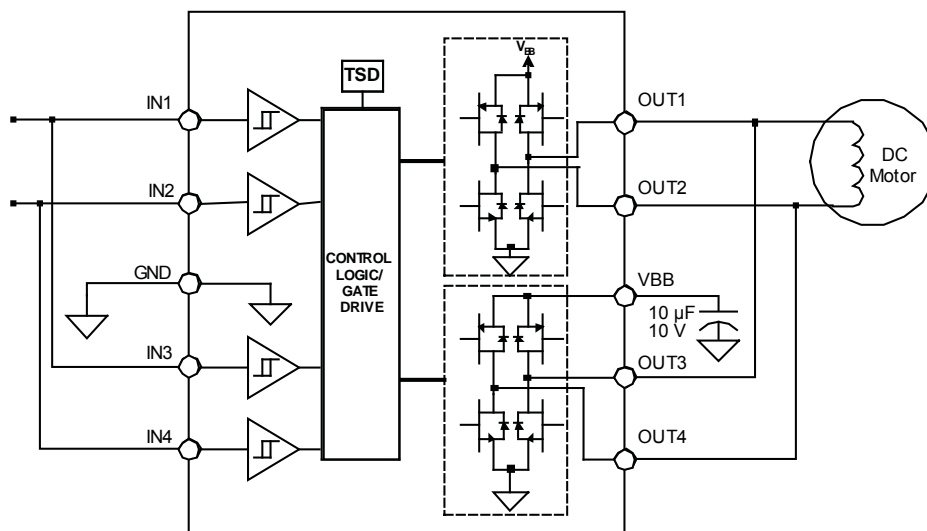 V_BB
TSD
IN1
OUT1
DC
Motor
IN2
OUT2
CONTROL
LOGIC/
GATE
DRIVE
GND
VBB
10 µF
10 V
IN3
OUT3
IN4
OUT4